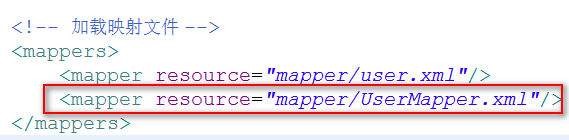 <!-- 加载映射文件 -->
<mappers>
<mapper resource="mapper/user.xml"/>
<mapper resource="mapper/UserMapper.xml"/>
</mappers>